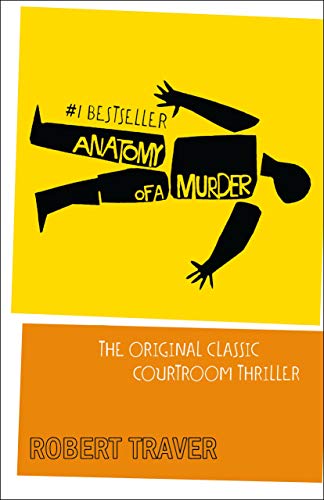 #1 BESTSELLER
ANATOMY
OF A MURDER
THE ORIGINAL CLASSIC
COURTROOM THRILLER
ROBERT TRAVER